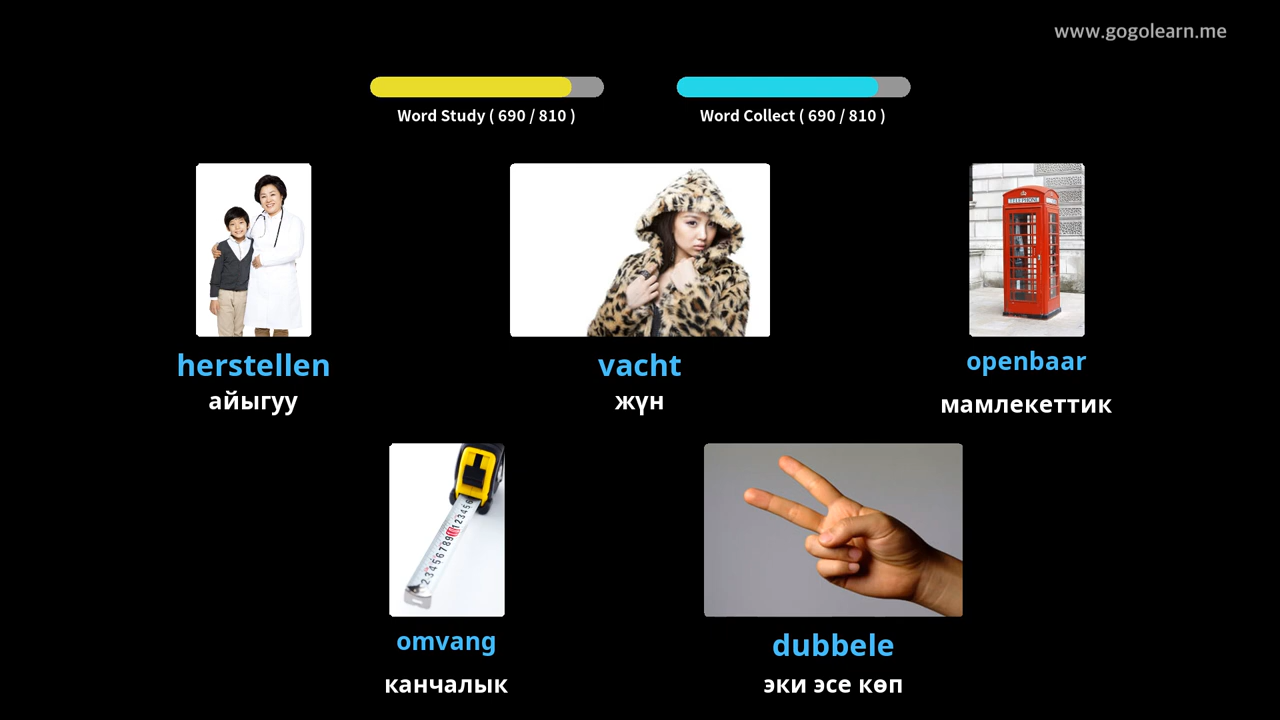 www.gogolearn.me
Word Study ( 690 / 810 )
Word Collect ( 690 / 810 )
TELEPHONE
herstellen
айыгуу
vacht
жүн
openbaar
мамлекеттик
omvang
канчалык
dubbele
эки эсе көп